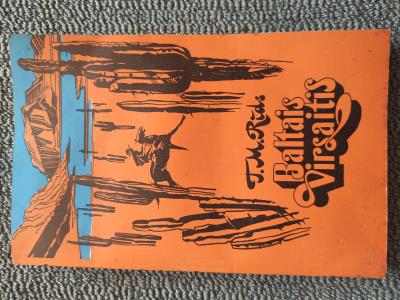 T. M. Rīds
Baltais
Virsaitis